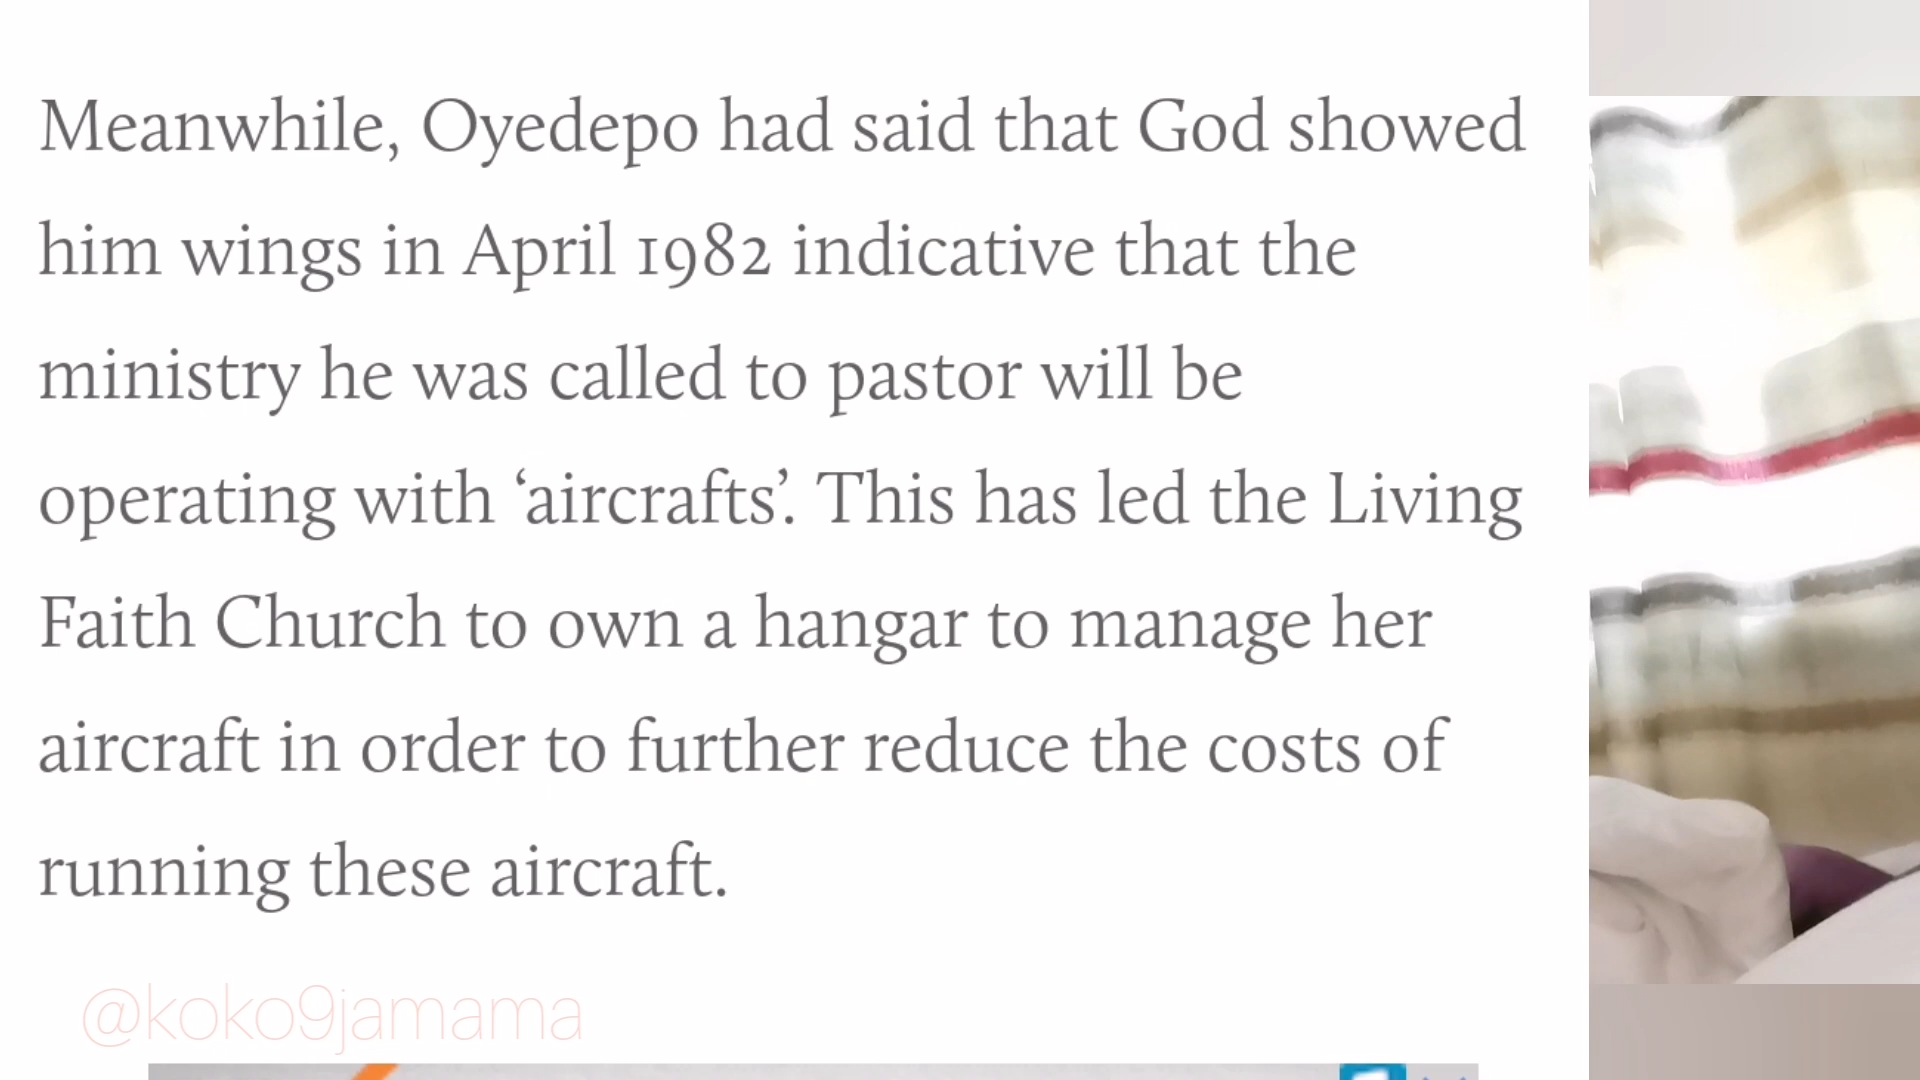 Meanwhile, Oyedepo had said that God showed
him wings in April 1982 indicative that the
ministry he was called to pastor will be
operating with ‘aircrafts’. This has led the Living
Faith Church to own a hangar to manage her
aircraft in order to further reduce the costs of
running these aircraft.
@koko9jamama